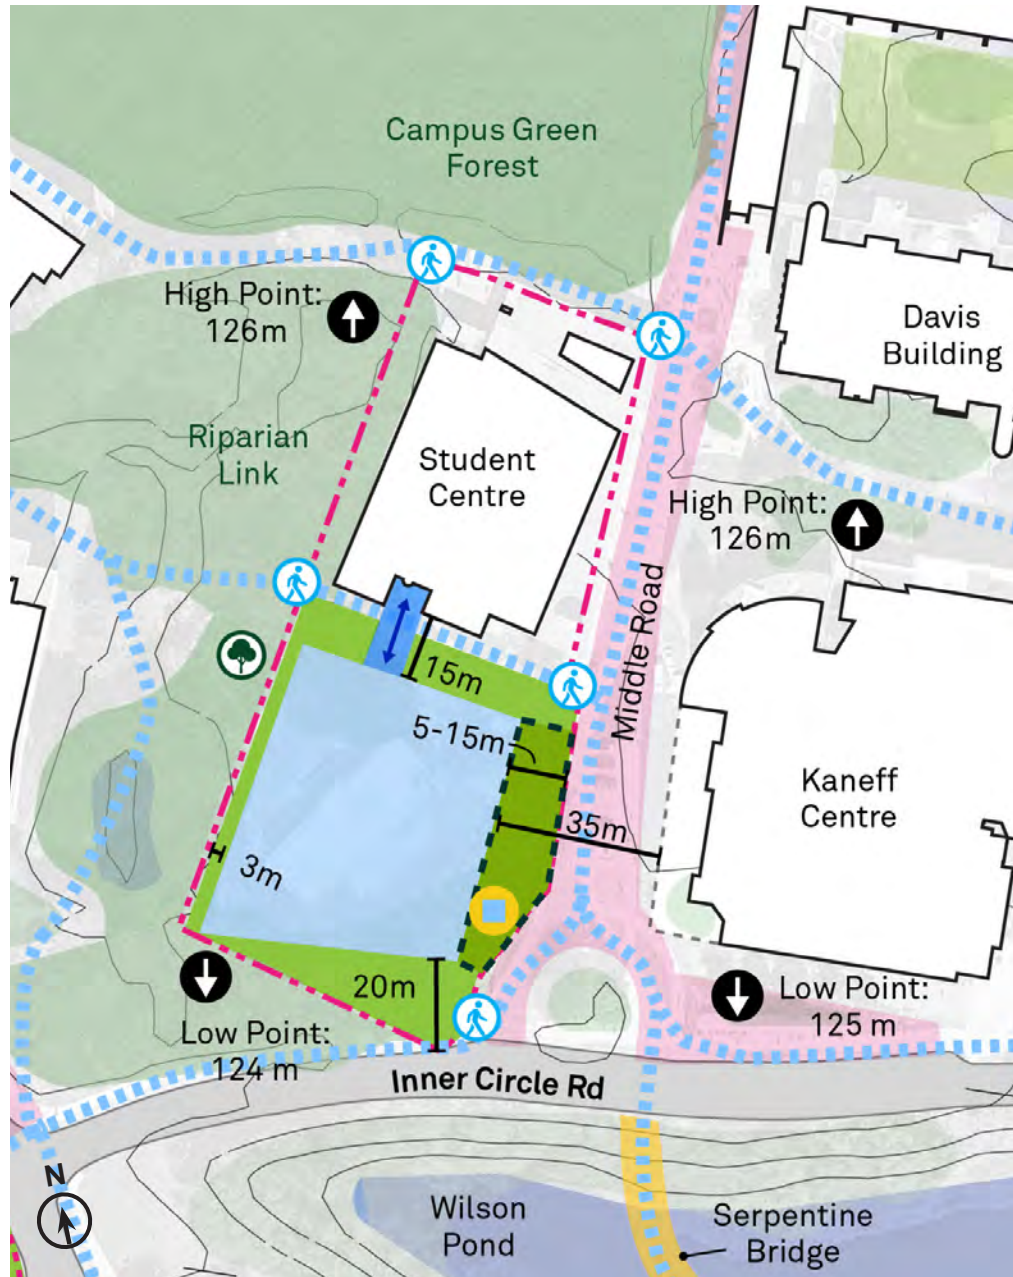 Campus Green
Forest
High Point:
126m
Davis
Building
Riparian
Link
Student
Centre
High Point:
126m
Middle Road
15m
5-15m
Kaneff
Centre
35m
3m
20m
Low Point:
125 m
Low Point:
124 m
Inner Circle Rd
N
Wilson
Pond
Serpentine
Bridge